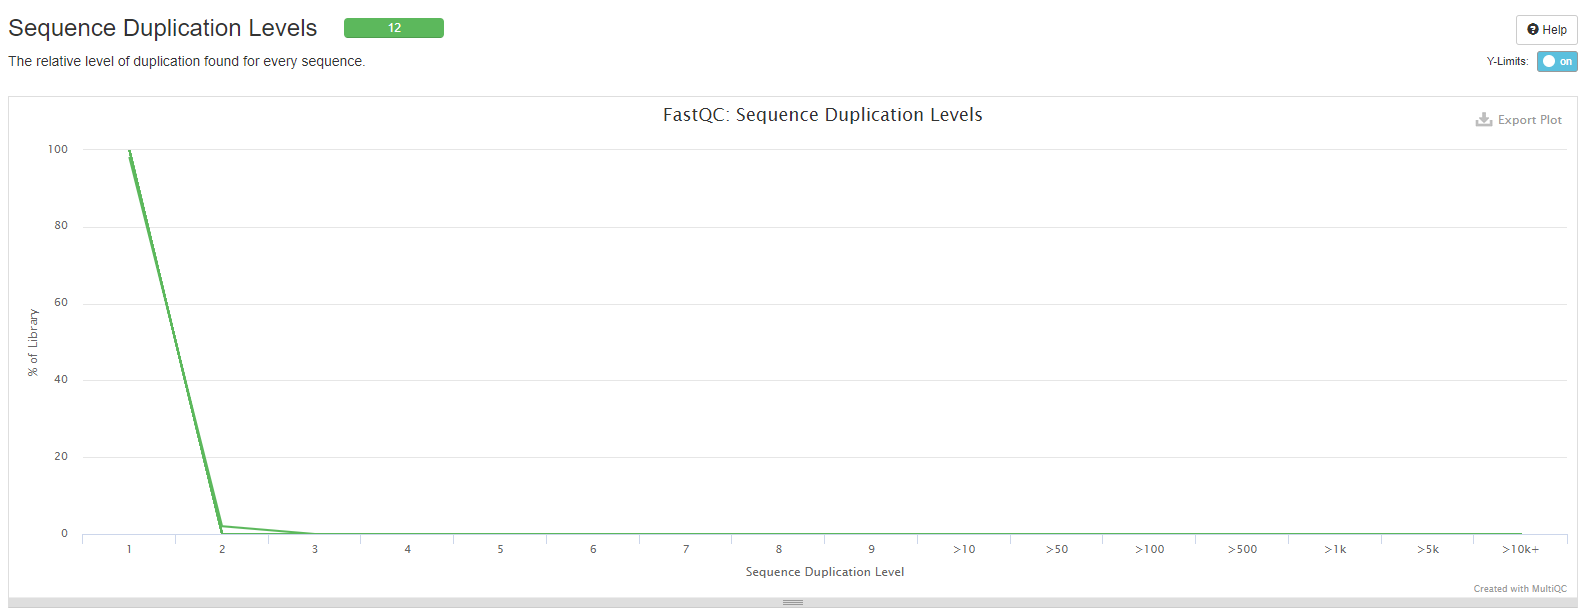 Sequence Duplication Levels 12
Help
The relative level of duplication found for every sequence.
Y-Limits: on
FastQC: Sequence Duplication Levels
Export Plot
100
80
60
40
20
0
% of Library
1 2 3 4 5 6 7 8 9 >10 >50 >100 >500 >1k >5k >10k+
Sequence Duplication Level
Created with MultiQC